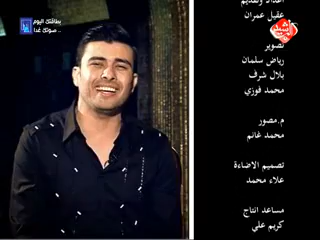 بطاقتك اليوم
.. صوتك غداً
اعداد وتقديم
عقيل عمران
تصوير
رياض سلمان
بلال شرف
محمد فوزي
م.مصور
محمد غانم
تصميم الاضاءة
علاء محمد
مساعد انتاج
كريم علي